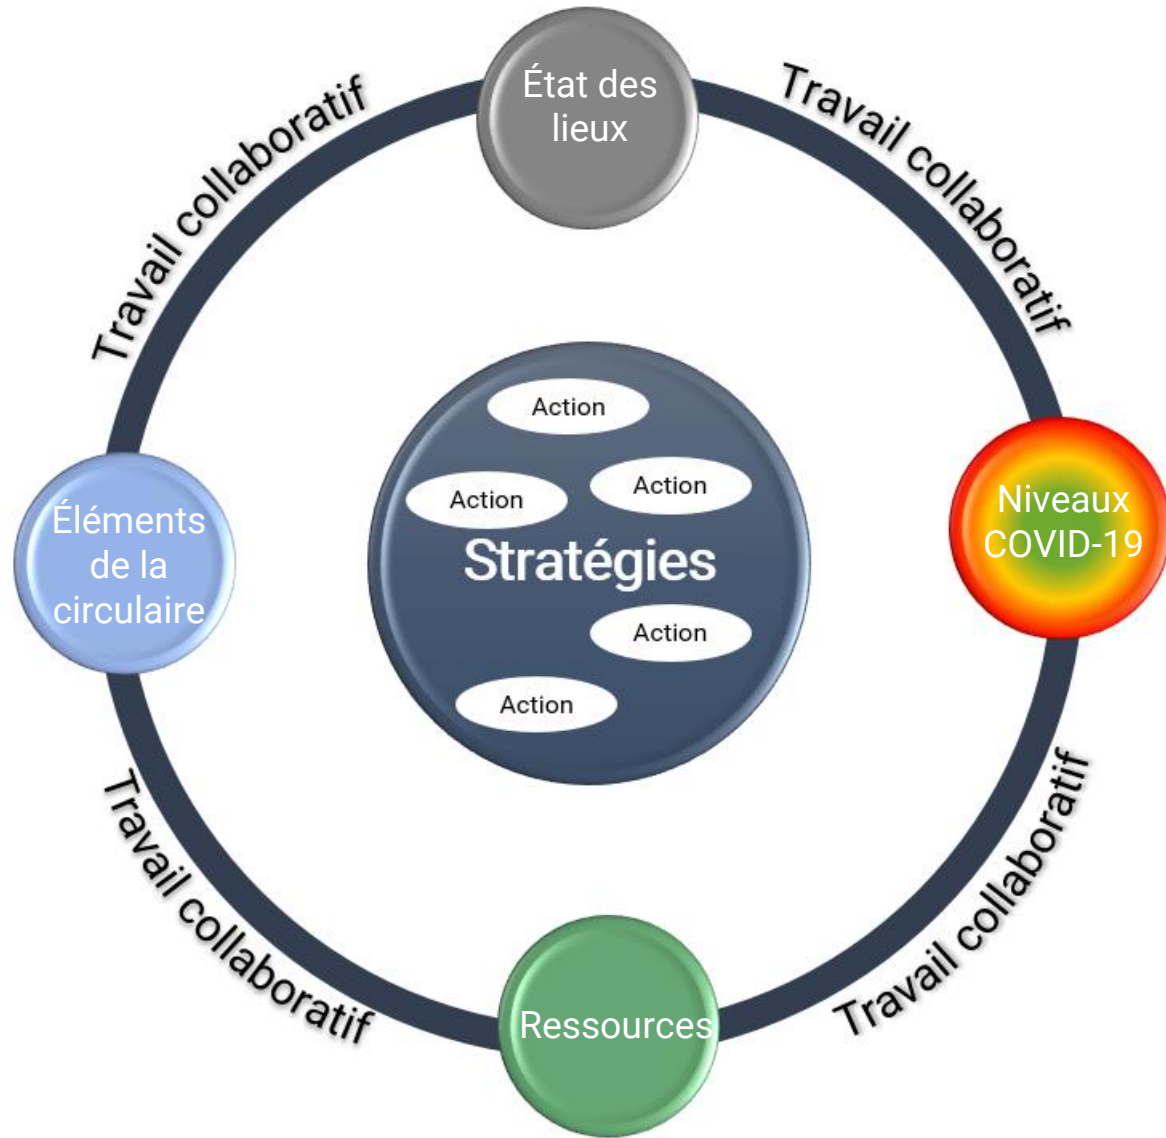 État des
lieux
Travail collaboratif
Travail collaboratif
Action
Action
Action
Stratégies
Niveaux
COVID-19
Éléments
de la
circulaire
Action
Action
Travail collaboratif
Travail collaboratif
Ressources